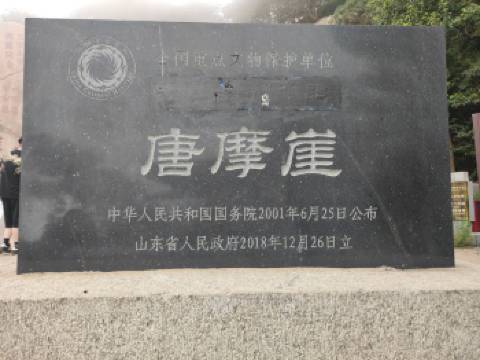 全国重点文物保护单位
唐摩崖
中华人民共和国国务院2001年6月25日公布
山东省人民政府2018年12月26日立